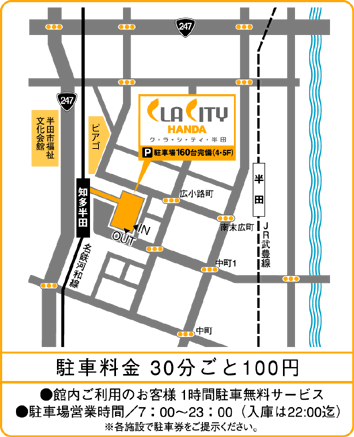 247
247
CLACITY
HANDA
ク・ラ・シ・ティ・半田
P 駐車場160台完備(4・5F)
半田市福祉
文化会館
ピアゴ
知多半田
広小路町
半田
南末広町
JR武豊線
IN
OUT
名鉄河和線
中町1
中町
駐車料金 30分ごと100円
●館内ご利用のお客様 1時間駐車無料サービス
●駐車場営業時間/7:00〜23:00(入庫は22:00迄)
※各施設で駐車券をご提示ください。